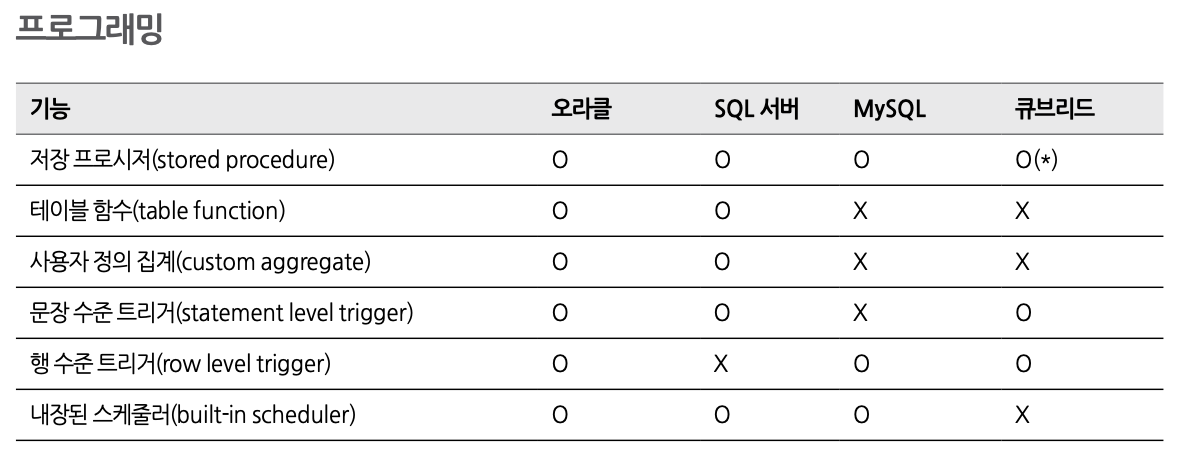 프로그래밍
기능 오라클 SQL 서버 MySQL 큐브리드
저장 프로시저(stored procedure) O O O O(*)
테이블 함수(table function) O O X X
사용자 정의 집계(custom aggregate) O O X X
문장 수준 트리거(statement level trigger) O O X O
행 수준 트리거(row level trigger) O X O O
내장된 스케줄러(built-in scheduler) O O O X